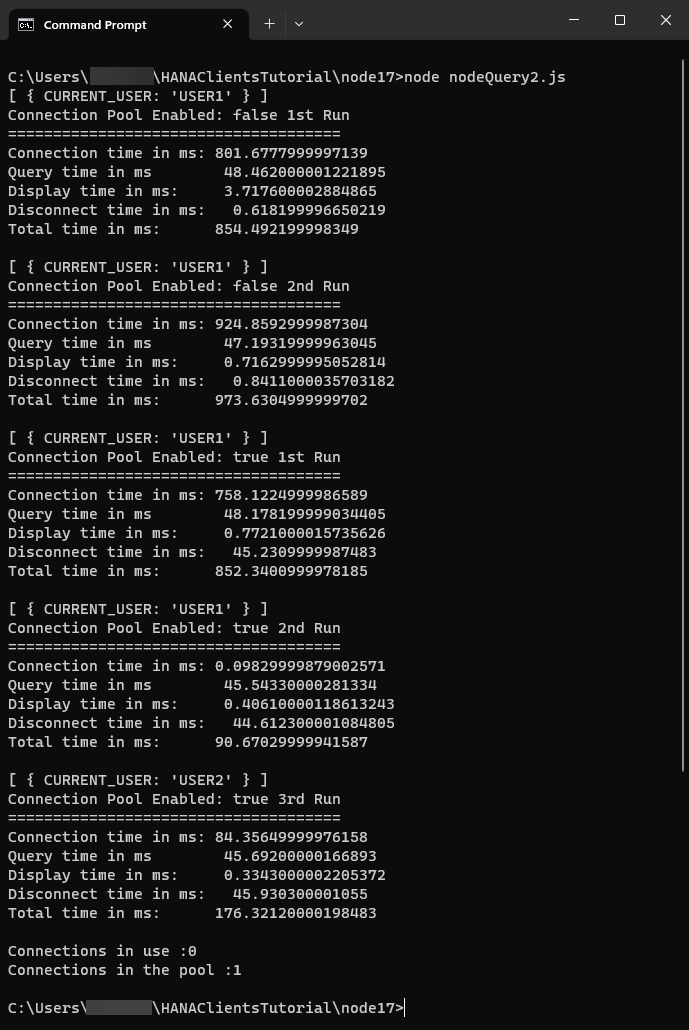 Command Prompt
C:\Users\ \HANAClientsTutorial\node17>node nodeQuery2.js
[ { CURRENT_USER: 'USER1' } ]
Connection Pool Enabled: false 1st Run
=====================================
Connection time in ms: 801.6777999997139
Query time in ms        48.462000001221895
Display time in ms:     3.717600002884865
Disconnect time in ms:   0.618199996650219
Total time in ms:      854.492199998349

[ { CURRENT_USER: 'USER1' } ]
Connection Pool Enabled: false 2nd Run
=====================================
Connection time in ms: 924.8592999987304
Query time in ms        47.19319999963045
Display time in ms:     0.7162999995052814
Disconnect time in ms:   0.8411000035703182
Total time in ms:      973.6304999999702

[ { CURRENT_USER: 'USER1' } ]
Connection Pool Enabled: true 1st Run
=====================================
Connection time in ms: 758.1224999986589
Query time in ms        48.178199999034405
Display time in ms:     0.7721000015735626
Disconnect time in ms:   45.2309999987483
Total time in ms:      852.3400999978185

[ { CURRENT_USER: 'USER1' } ]
Connection Pool Enabled: true 2nd Run
=====================================
Connection time in ms: 0.09829999879002571
Query time in ms        45.54330000281334
Display time in ms:     0.40610000118613243
Disconnect time in ms:   44.612300001084805
Total time in ms:      90.67029999941587

[ { CURRENT_USER: 'USER2' } ]
Connection Pool Enabled: true 3rd Run
=====================================
Connection time in ms: 84.35649999976158
Query time in ms        45.69200000166893
Display time in ms:     0.3343000002205372
Disconnect time in ms:   45.930300001055
Total time in ms:      176.32120000198483

Connections in use :0
Connections in the pool :1

C:\Users\ \HANAClientsTutorial\node17>